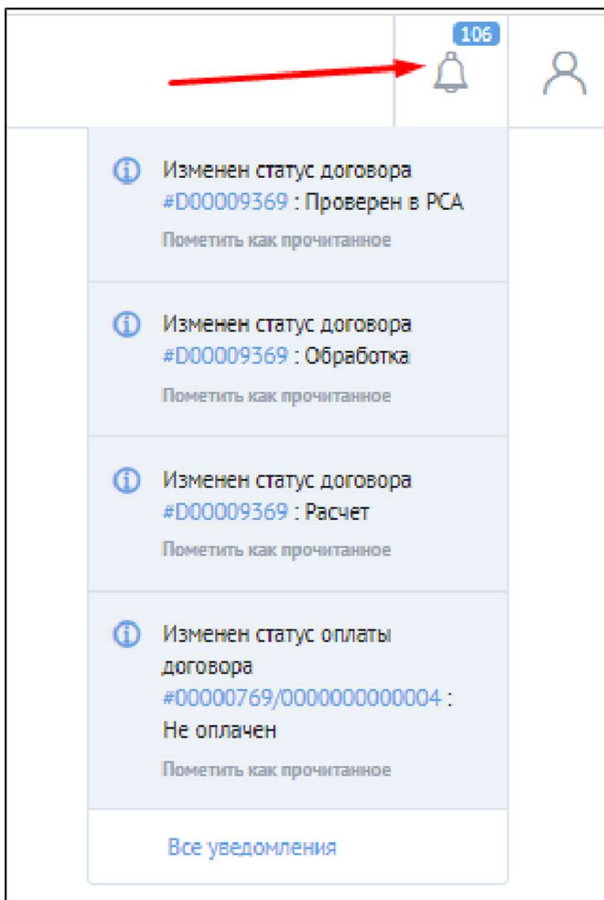 106
Изменен статус договора
#D00009369 : Проверен в РСА
Пометить как прочитанное
Изменен статус договора
#D00009369 : Обработка
Пометить как прочитанное
Изменен статус договора
#D00009369 : Расчет
Пометить как прочитанное
Изменен статус оплаты
договора
#00000769/0000000000004 :
Не оплачен
Пометить как прочитанное
Все уведомления